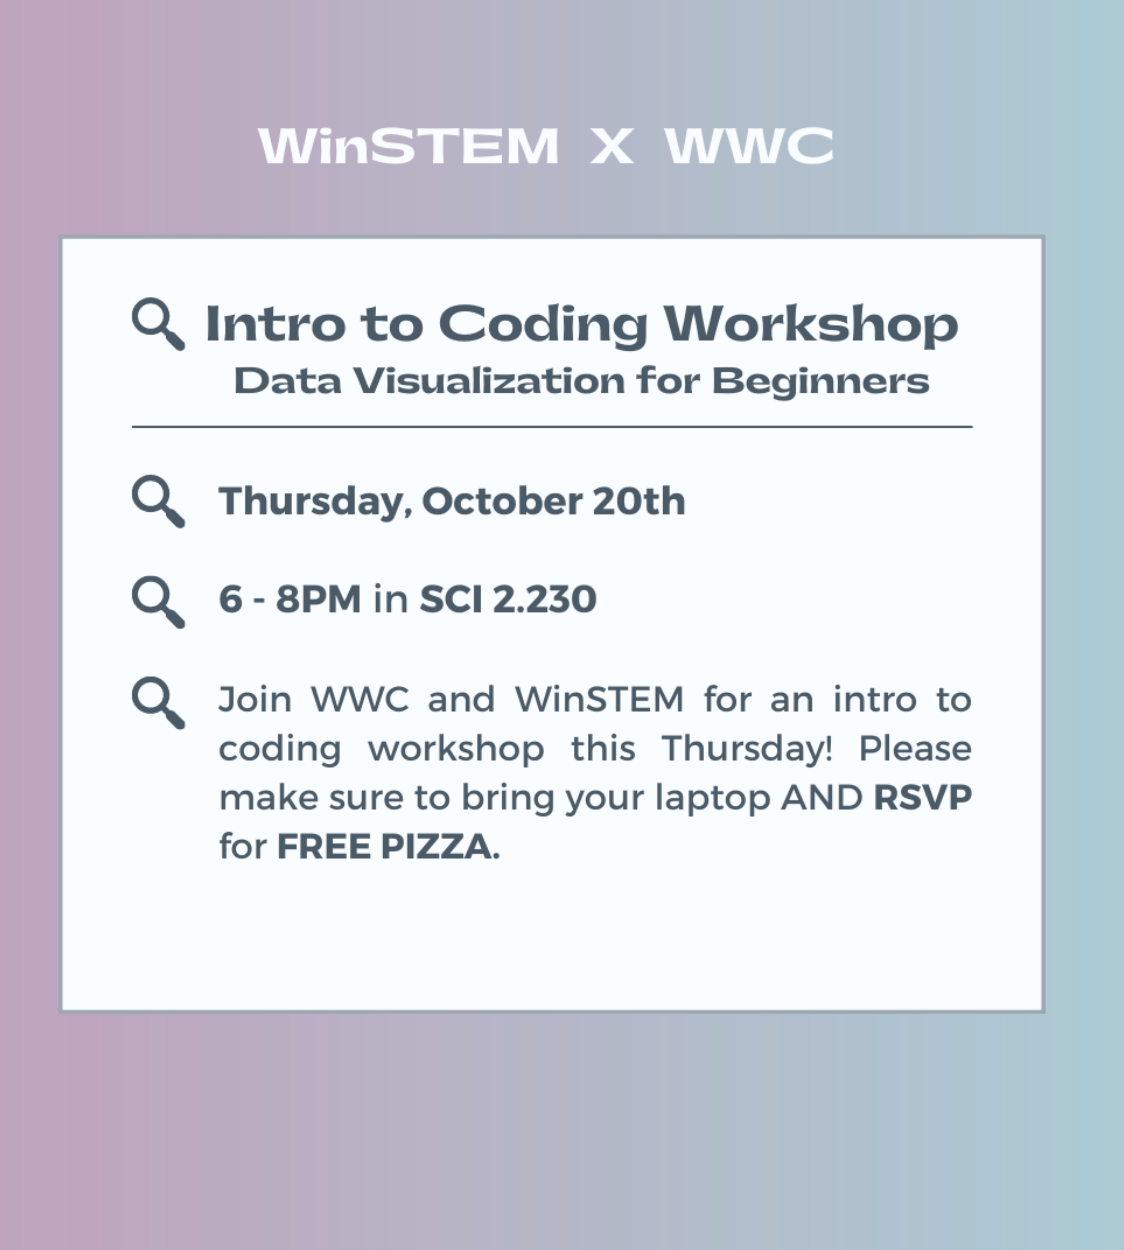 WinSTEM X WWC
Intro to Coding Workshop
Data Visualization for Beginners
Thursday, October 20th
6 - 8PM in SCI 2.230
Join WWC and WinSTEM for an intro to
coding workshop this Thursday! Please
make sure to bring your laptop AND RSVP
for FREE PIZZA.